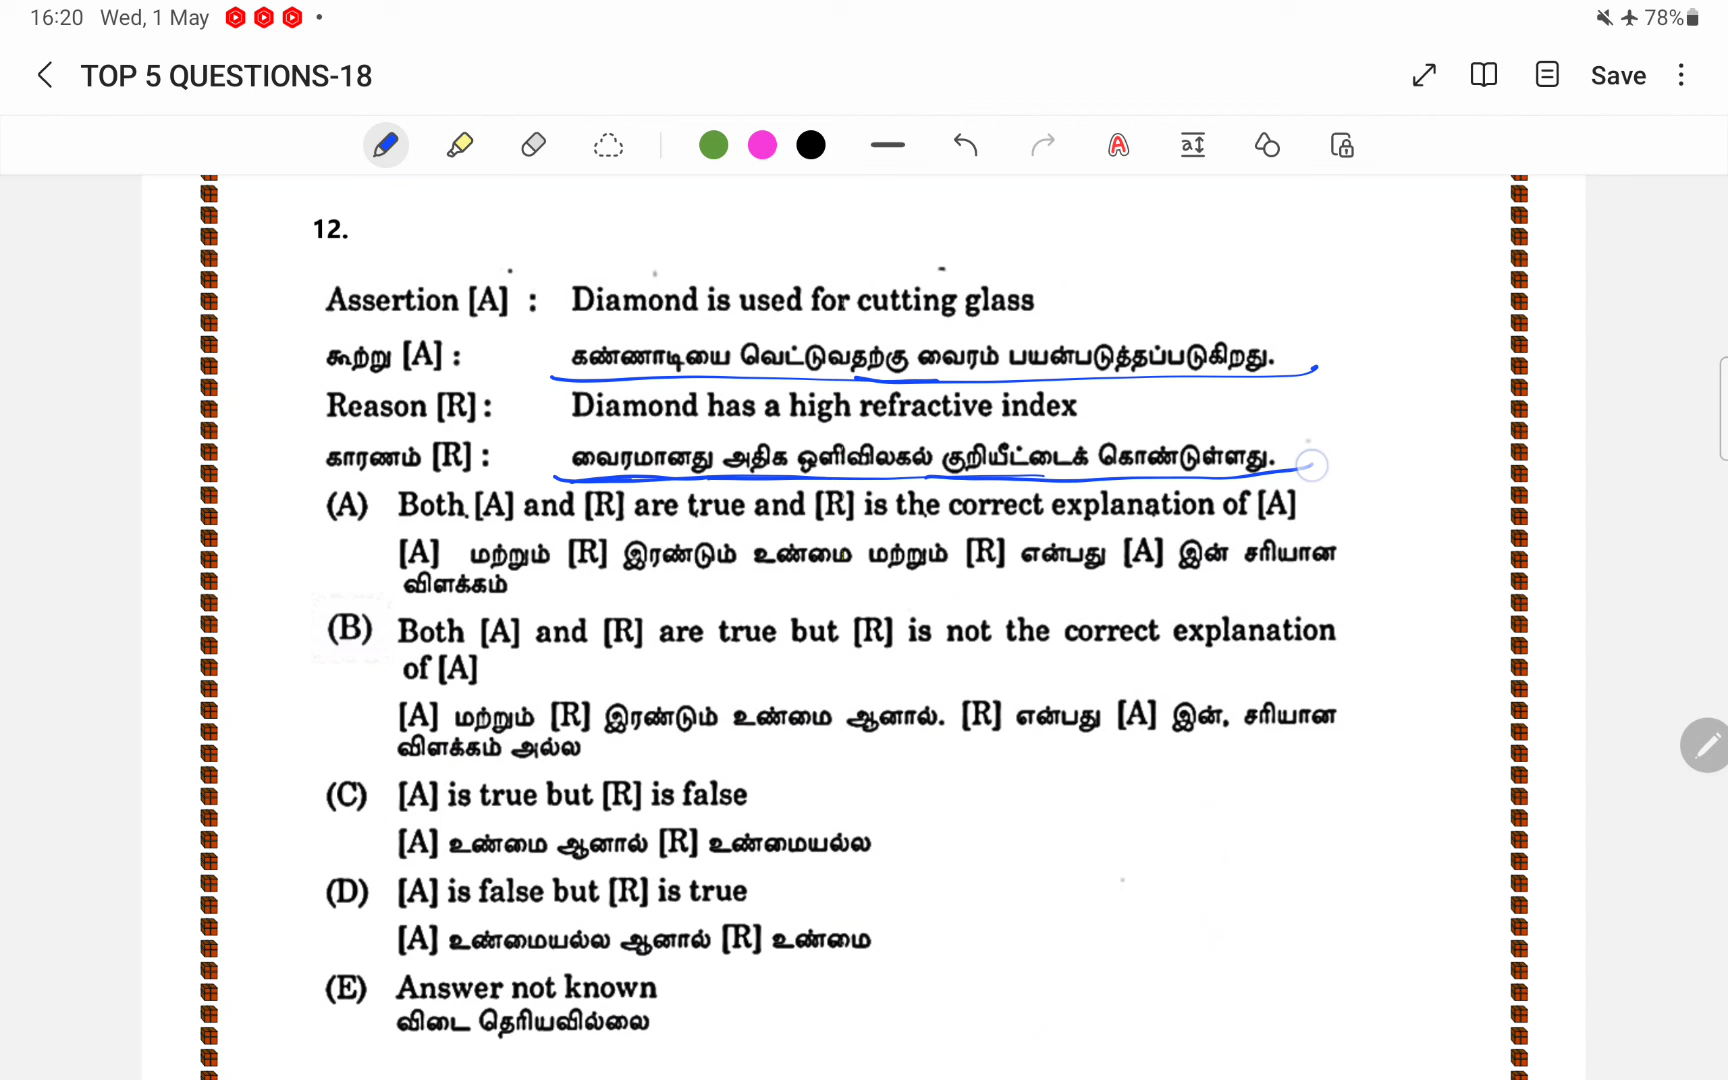 16:20 Wed, 1 May
78%
TOP 5 QUESTIONS-18
Save
12.
Assertion [A] : Diamond is used for cutting glass
கூற்று [A] : கண்ணாடியை வெட்டுவதற்கு வைரம் பயன்படுத்தப்படுகிறது.
Reason [R] : Diamond has a high refractive index
காரணம் [R] : வைரமானது அதிக ஒளிவிலகல் குறியீட்டைக் கொண்டுள்ளது.
(A) Both [A] and [R] are true and [R] is the correct explanation of [A]
[A] மற்றும் [R] இரண்டும் உண்மை மற்றும் [R] என்பது [A] இன் சரியான
விளக்கம்
(B) Both [A] and [R] are true but [R] is not the correct explanation
of [A]
[A] மற்றும் [R] இரண்டும் உண்மை ஆனால். [R] என்பது [A] இன், சரியான
விளக்கம் அல்ல
(C) [A] is true but [R] is false
[A] உண்மை ஆனால் [R] உண்மையல்ல
(D) [A] is false but [R] is true
[A] உண்மையல்ல ஆனால் [R] உண்மை
(E) Answer not known
விடை தெரியவில்லை